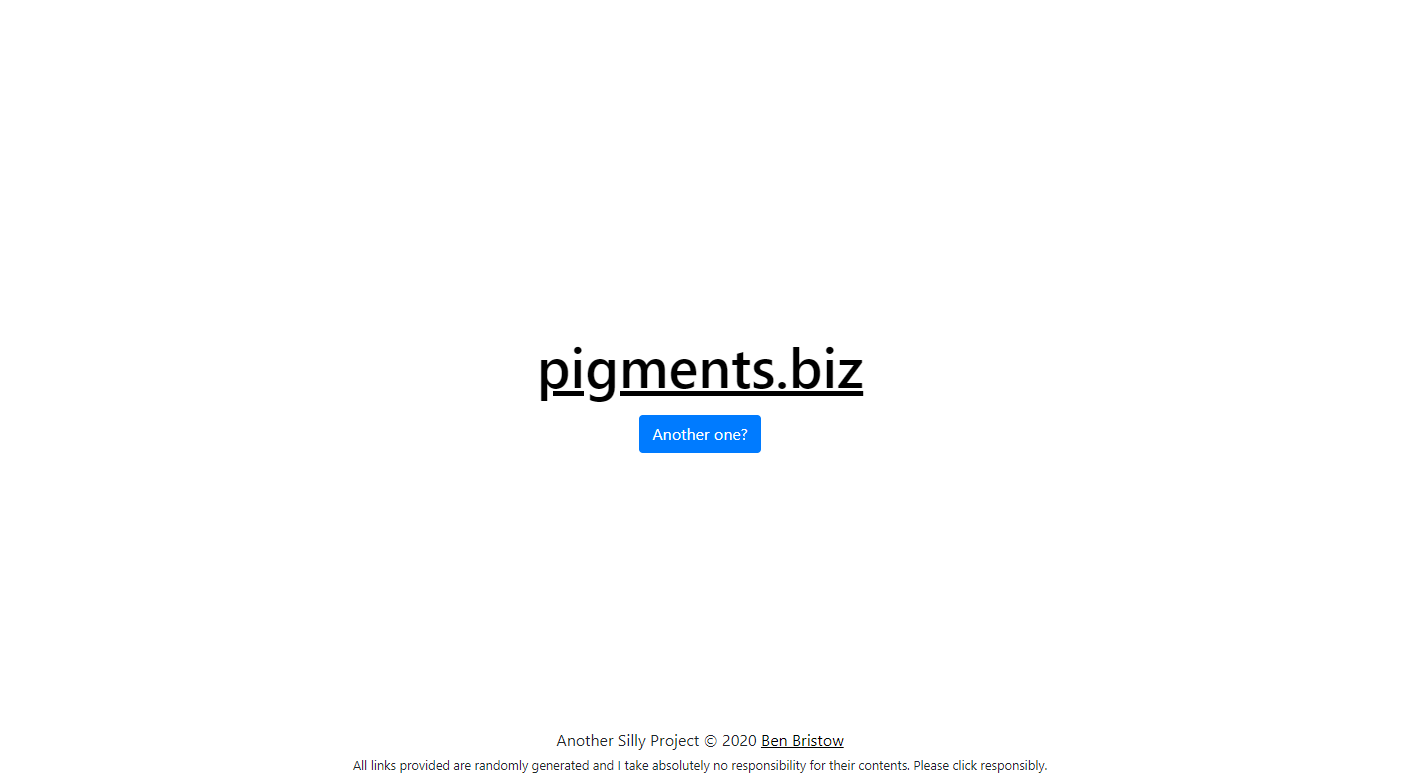 pigments.biz
Another one?
Another Silly Project © 2020 Ben Bristow
All links provided are randomly generated and I take absolutely no responsibility for their contents. Please click responsibly.